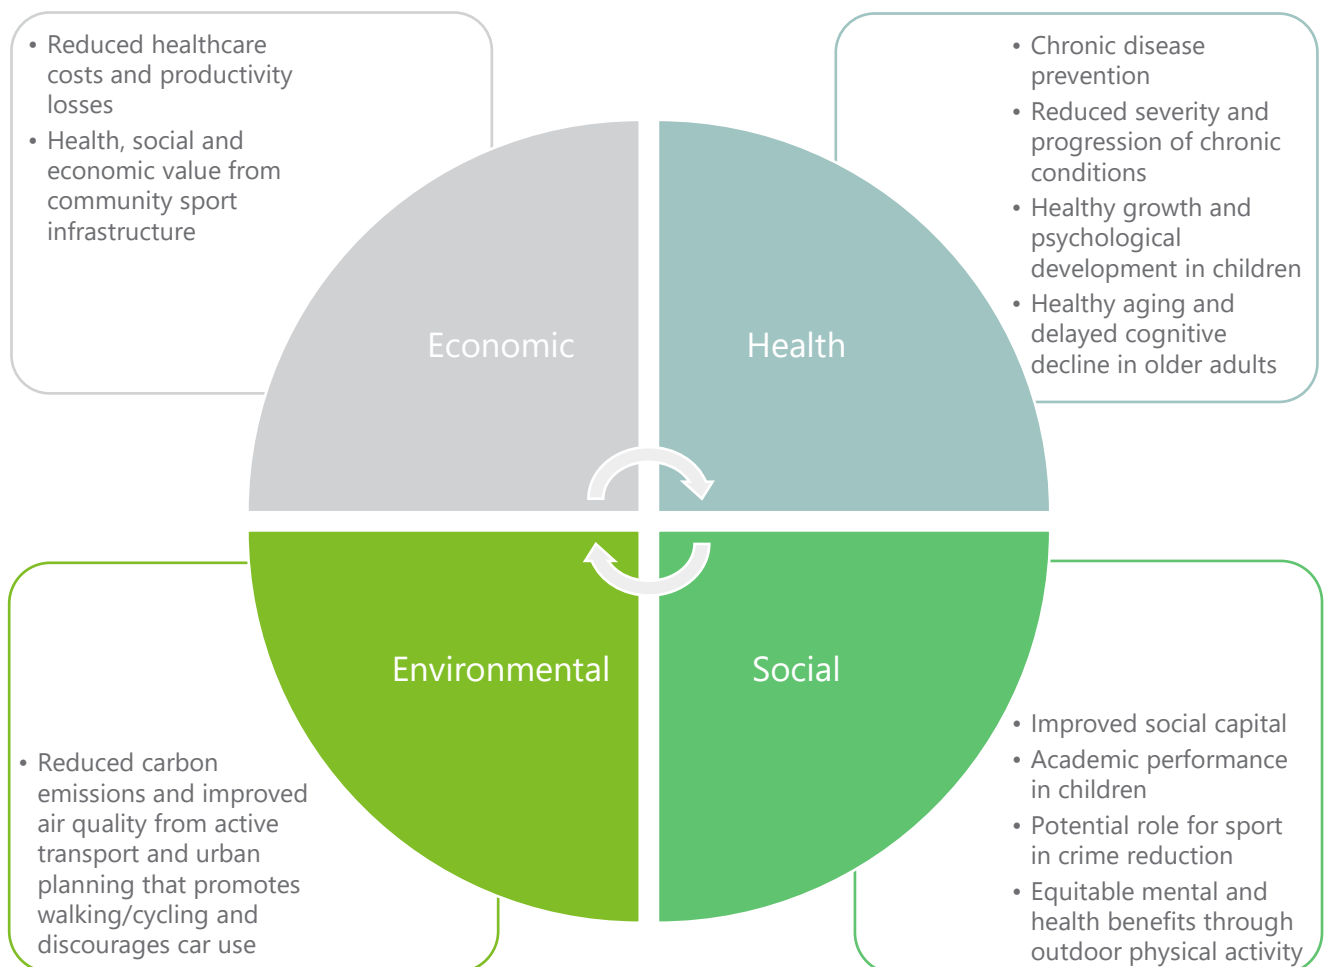 • Reduced healthcare
costs and productivity
losses
• Health, social and
economic value from
community sport
infrastructure
• Chronic disease
prevention
• Reduced severity and
progression of chronic
conditions
• Healthy growth and
psychological
development in children
• Healthy aging and
delayed cognitive
decline in older adults
Economic
Health
Environmental
Social
• Reduced carbon
emissions and improved
air quality from active
transport and urban
planning that promotes
walking/cycling and
discourages car use
• Improved social capital
• Academic performance
in children
• Potential role for sport
in crime reduction
• Equitable mental and
health benefits through
outdoor physical activity